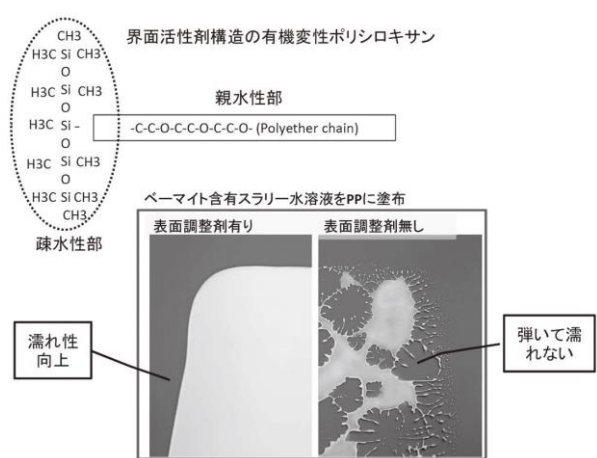 界面活性剤構造の有機変性ポリシロキサン
CH3
H3C Si CH3
O
H3C Si CH3
O
H3C Si -
O
H3C Si CH3
O
H3C Si CH3
CH3
疎水性部
親水性部
-C-C-O-C-C-O-C-C-O- (Polyether chain)
ベーマイト含有スラリー水溶液をPPに塗布
表面調整剤有り
表面調整剤無し
濡れ性
向上
弾いて濡
れない